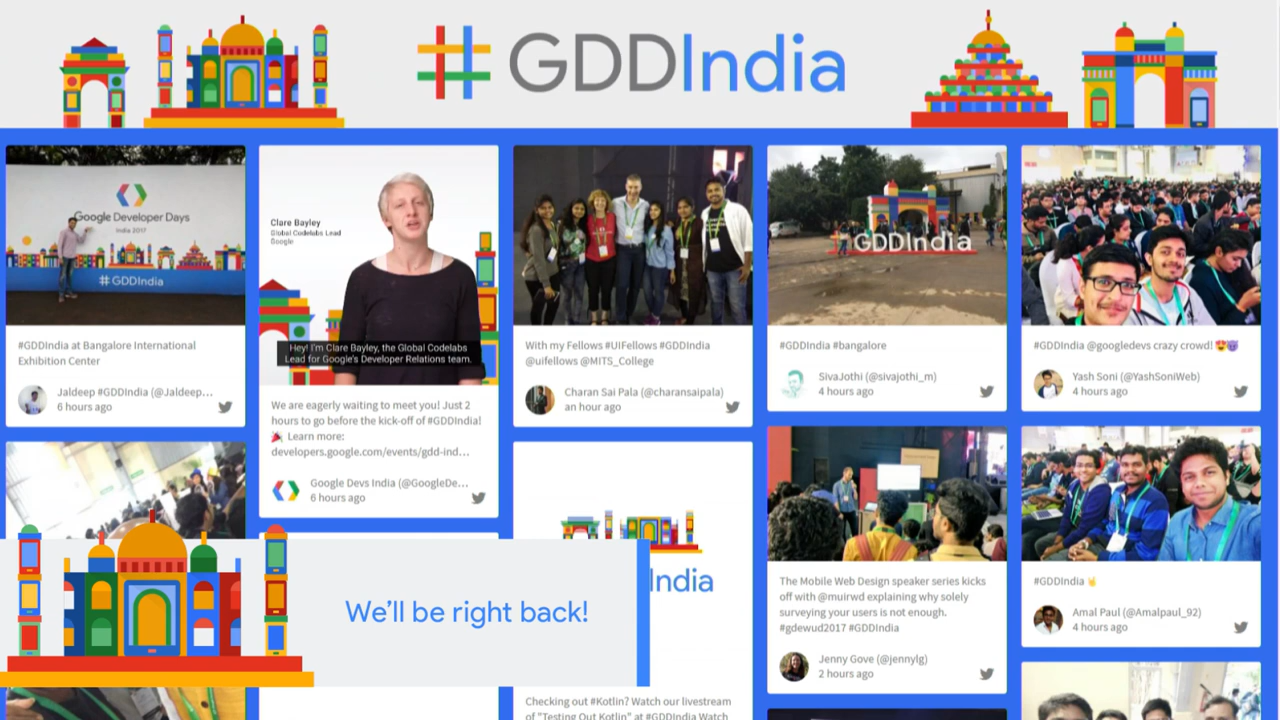 #GDDIndia
Google Developer Days
India 2017
#GDDIndia
#GDDIndia at Bangalore International
Exhibition Center
Jaldeep #GDDIndia (@Jaldeep...
6 hours ago
Clare Bayley
Global Codelabs Lead
Google
Hey! I'm Clare Bayley, the Global Codelabs
Lead for Google's Developer Relations team.
We are eagerly waiting to meet you! Just 2
hours to go before the kick-off of #GDDIndia!
🎉 Learn more:
developers.google.com/events/gdd-ind...
Google Devs India (@GoogleDe...
6 hours ago
With my Fellows #UIFellows #GDDIndia
@uifellows @MITS_College
Charan Sai Pala (@charansaipala)
an hour ago
India
Checking out #Kotlin? Watch our livestream
of "Testing Out Kotlin" at #GDDIndia Watch
#GDDIndia
#GDDIndia #bangalore
SivaJothi (@sivajothi_m)
4 hours ago
The Mobile Web Design speaker series kicks
off with @muirwd explaining why solely
surveying your users is not enough.
#gdewud2017 #GDDIndia
Jenny Gove (@jennylg)
2 hours ago
#GDDIndia @googledevs crazy crowd! 😍😈
Yash Soni (@YashSoniWeb)
4 hours ago
#GDDIndia 🤘
Amal Paul (@Amalpaul_92)
4 hours ago
We'll be right back!